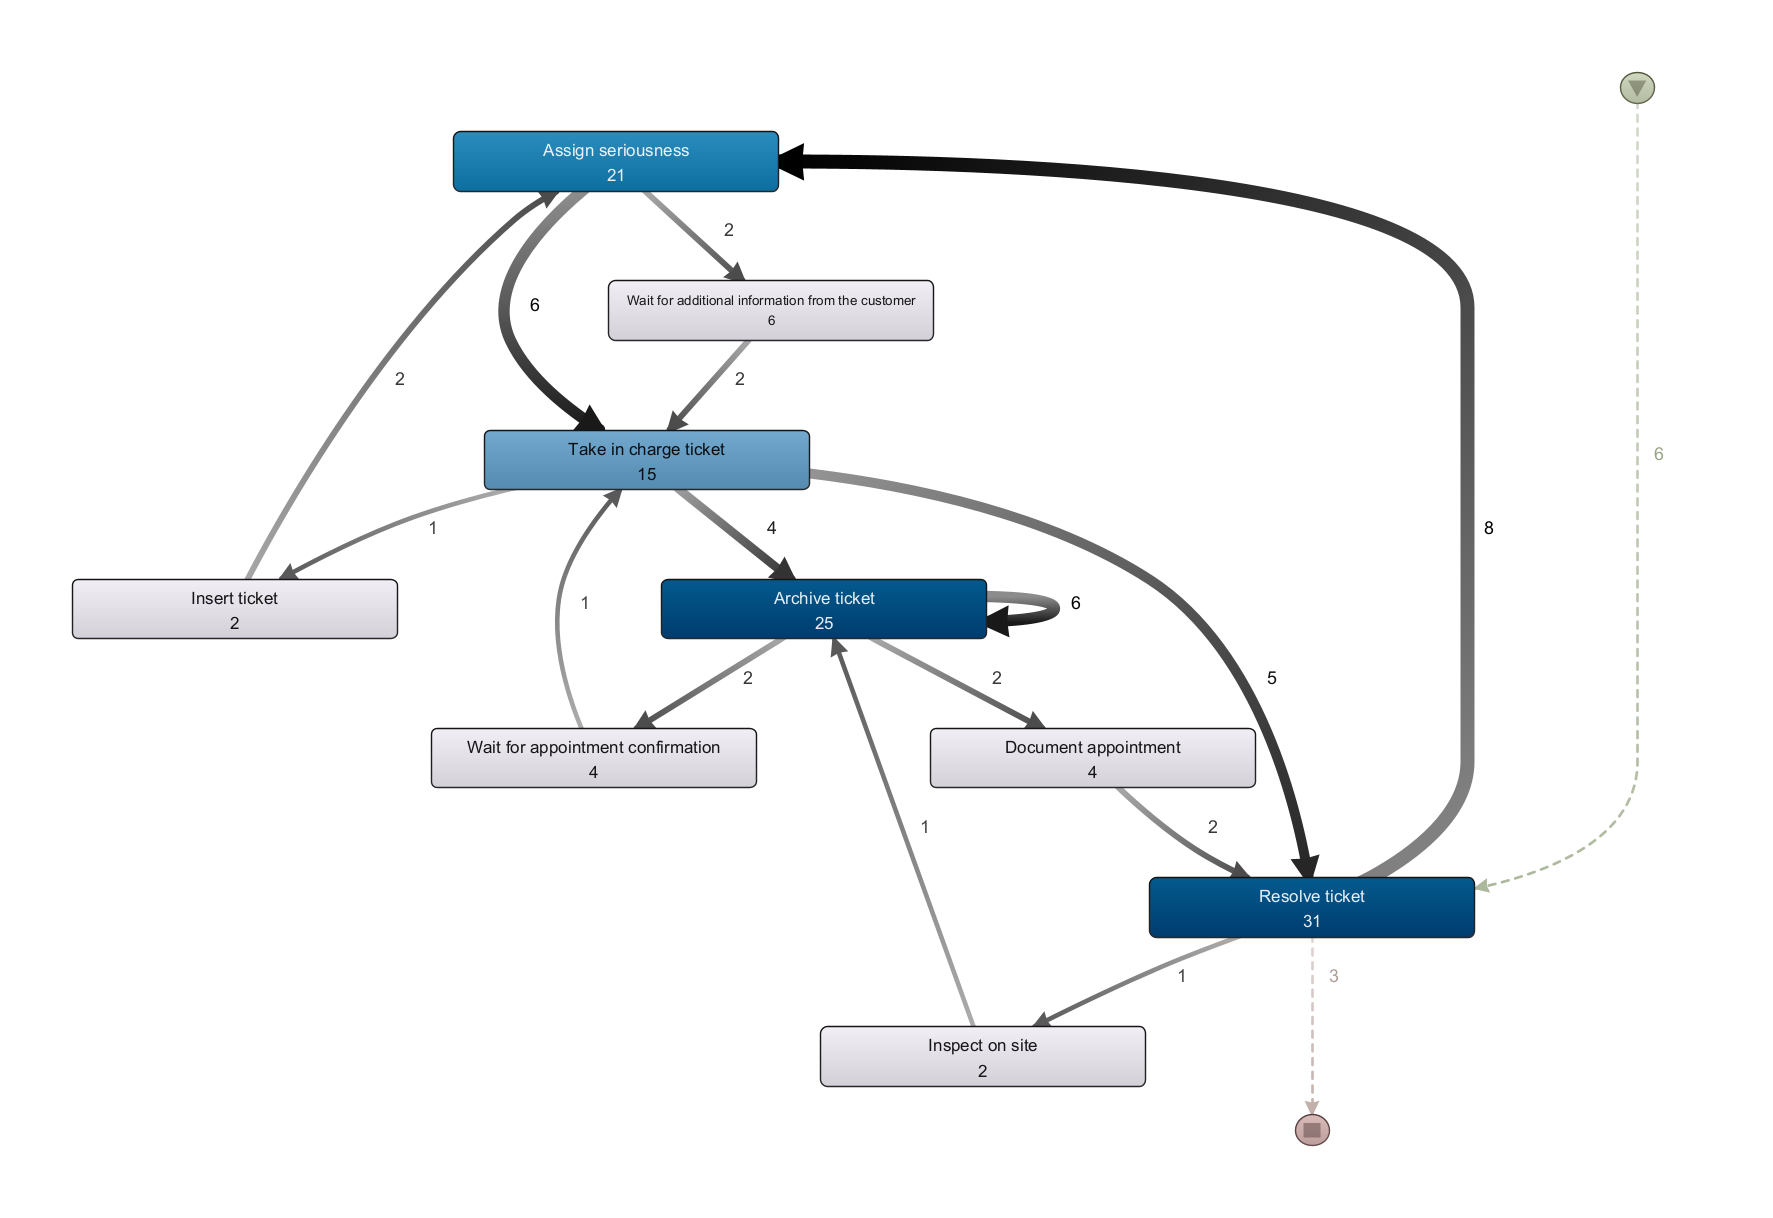 Assign seriousness
21
2
6
Wait for additional information from the customer
6
2
2
6
Take in charge ticket
15
1
4
8
Insert ticket
2
1
Archive ticket
25
6
2
2
5
Wait for appointment confirmation
4
Document appointment
4
1
2
Resolve ticket
31
1
3
Inspect on site
2